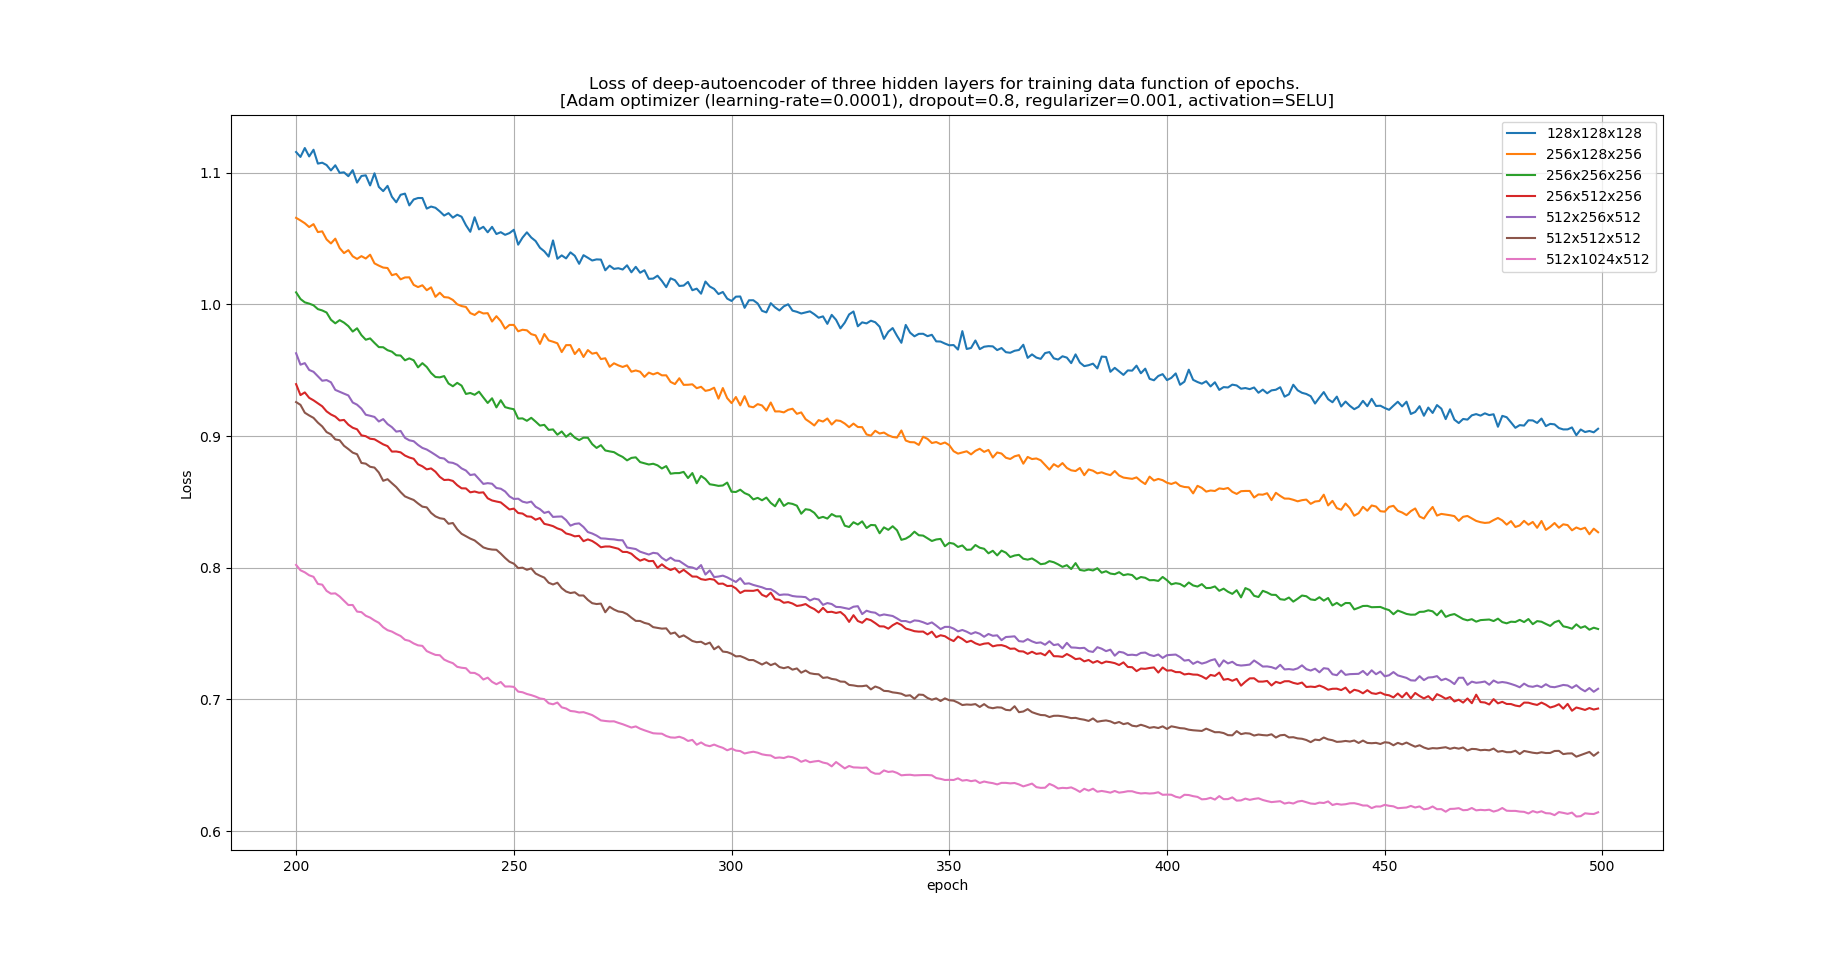 Loss of deep-autoencoder of three hidden layers for training data function of epochs.
[Adam optimizer (learning-rate=0.0001), dropout=0.8, regularizer=0.001, activation=SELU]
128x128x128
256x128x256
256x256x256
256x512x256
512x256x512
512x512x512
512x1024x512
Loss
1.1
1.0
0.9
0.8
0.7
0.6
200 250 300 350 400 450 500
epoch